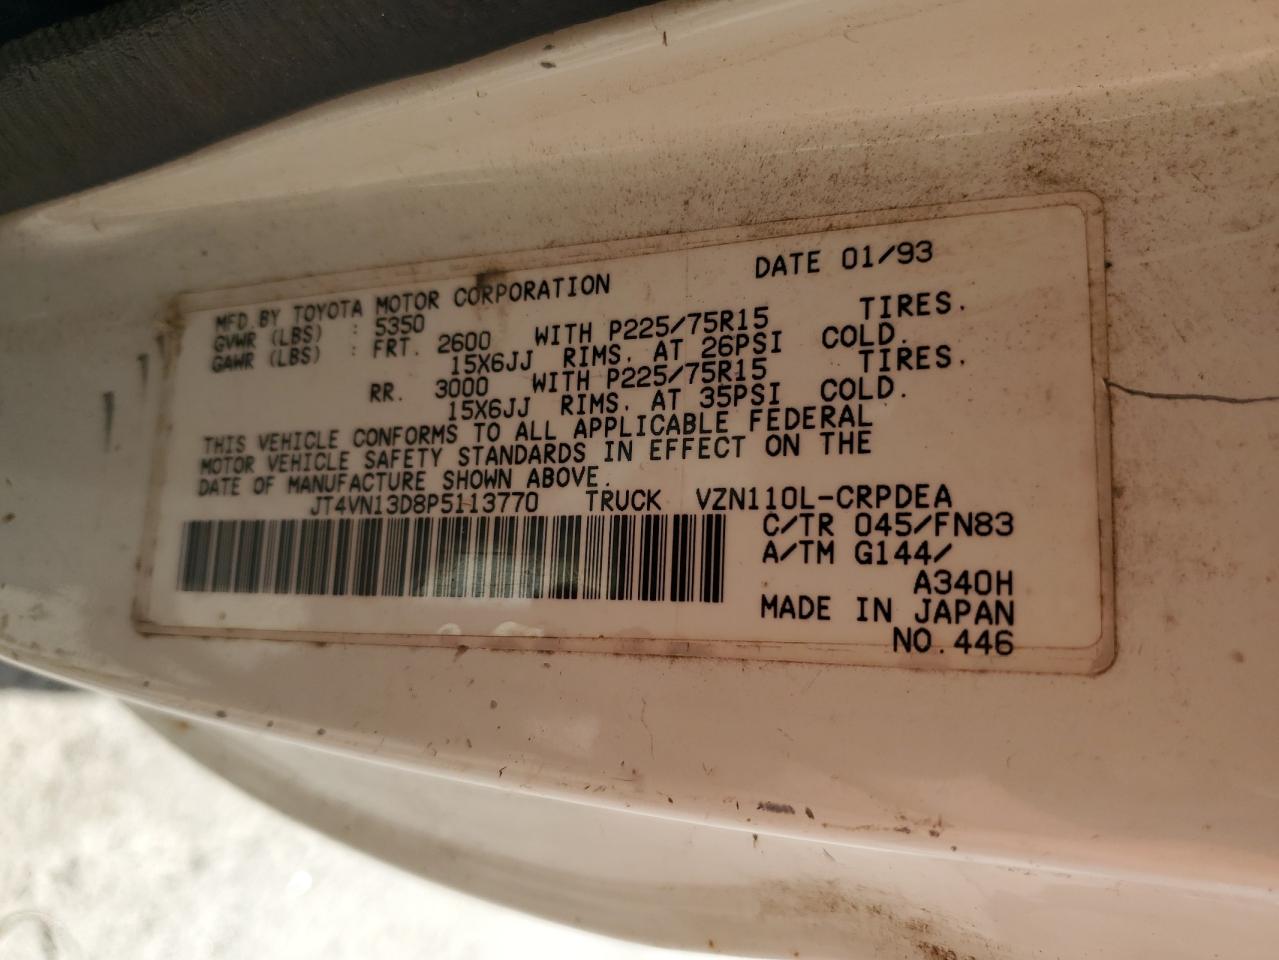 MFD. BY TOYOTA MOTOR CORPORATION DATE 01/93
GVWR (LBS) : 5350
GAWR (LBS) : FRT. 2600 WITH P225/75R15 TIRES.
15X6JJ RIMS. AT 26PSI COLD.
RR. 3000 WITH P225/75R15 TIRES.
15X6JJ RIMS. AT 35PSI COLD.
THIS VEHICLE CONFORMS TO ALL APPLICABLE FEDERAL
MOTOR VEHICLE SAFETY STANDARDS IN EFFECT ON THE
DATE OF MANUFACTURE SHOWN ABOVE.
JT4VN13D8P5113770 TRUCK VZN110L-CRPDEA
C/TR 045/FN83
A/TM G144/
A340H
MADE IN JAPAN
NO.446